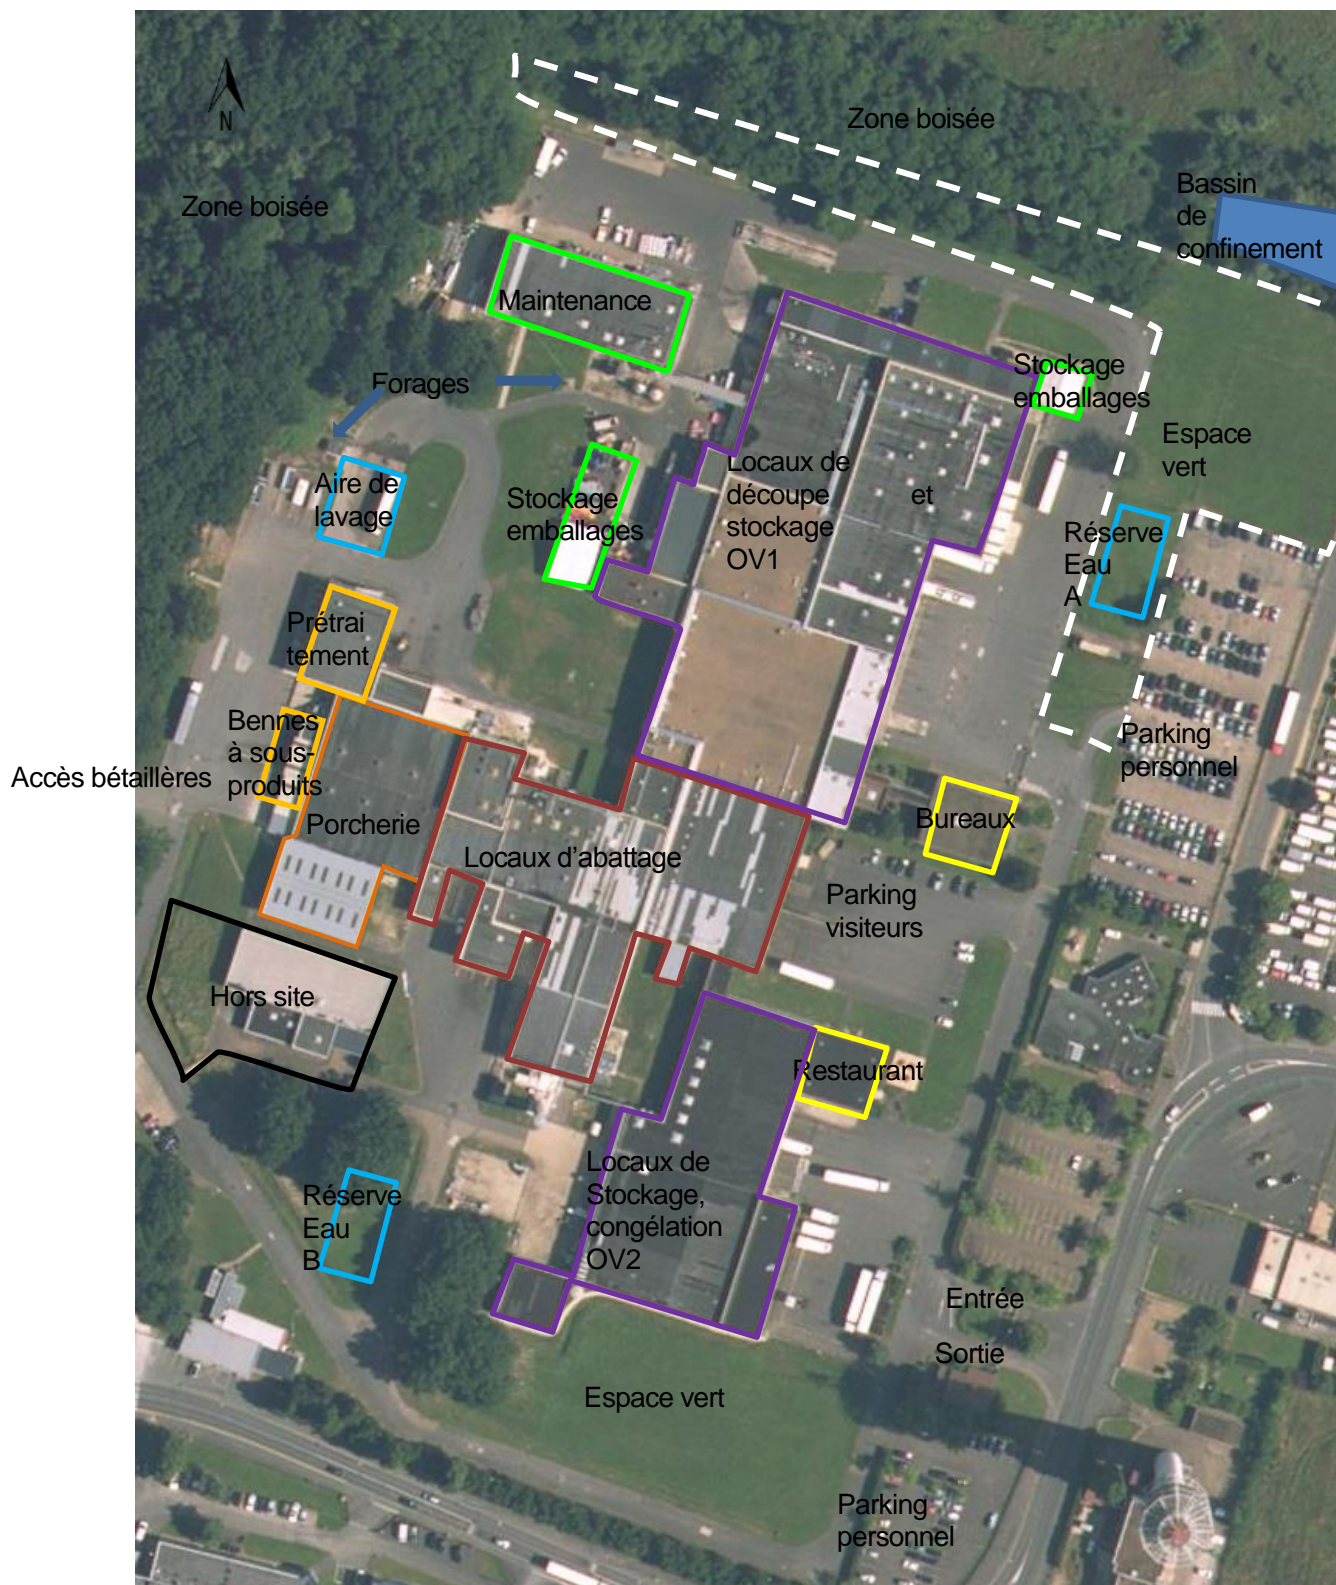 Zone boisée
N
Zone boisée
Bassin
de
confinement
Maintenance
Forages
Stockage
emballages
Espace
vert
Aire de
lavage
Stockage
emballages
Locaux de
découpe et
stockage
OV1
Réserve
Eau
A
Prétrai
tement
Bennes
à sous-
produits
Accès bétaillères
Parking
personnel
Porcherie
Bureaux
Locaux d'abattage
Parking
visiteurs
Hors site
Restaurant
Locaux de
Stockage,
congélation
OV2
Réserve
Eau
B
Entrée
Sortie
Espace vert
Parking
personnel